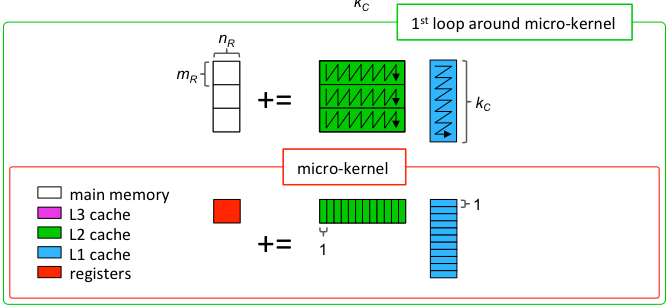 k_C
1st loop around micro-kernel
n_R
m_R
+=
k_C
micro-kernel
main memory
L3 cache
L2 cache
L1 cache
registers
+=
1
1